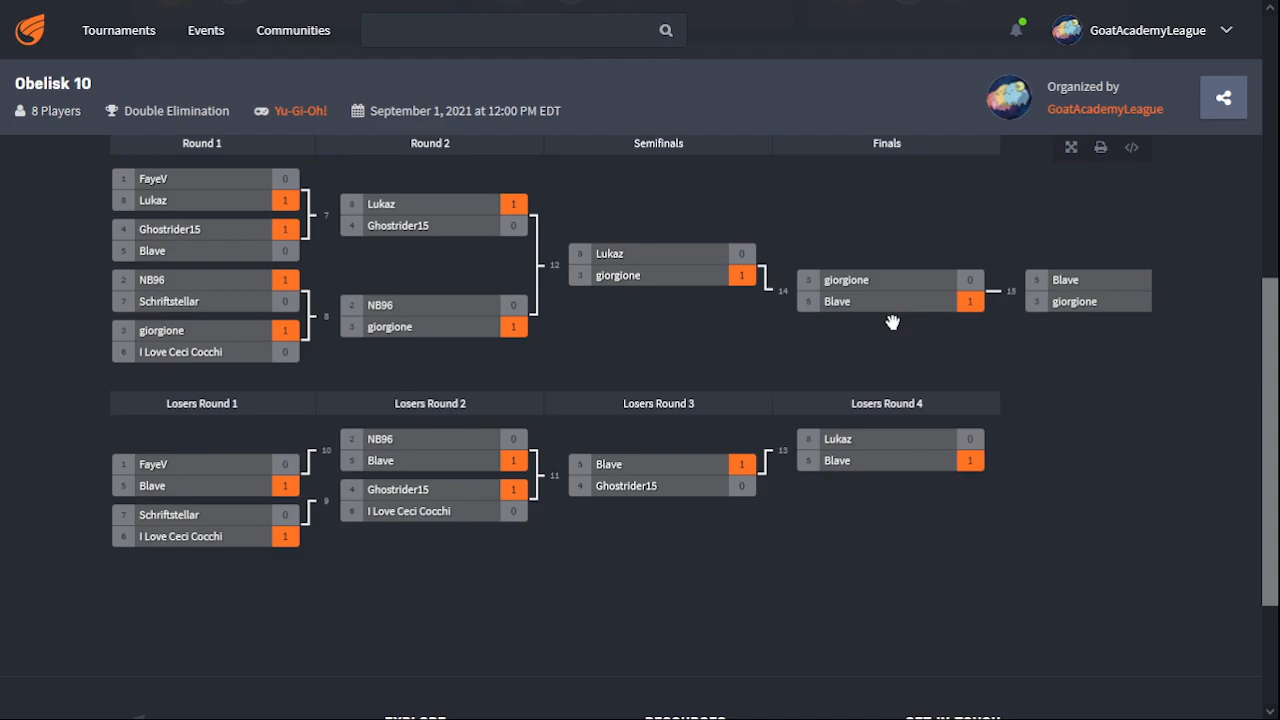 Tournaments Events Communities GoatAcademyLeague
Obelisk 10
8 Players Double Elimination Yu-Gi-Oh! September 1, 2021 at 12:00 PM EDT
Organized by
GoatAcademyLeague
Round 1 Round 2 Semifinals Finals
1 FayeV 0
8 Lukaz 1
4 Ghostrider15 1
5 Blave 0
2 NB96 1
7 Schriftstellar 0
3 giorgione 1
6 I Love Ceci Cocchi 0
7
8 Lukaz 1
4 Ghostrider15 0
8
2 NB96 0
3 giorgione 1
12
8 Lukaz 0
3 giorgione 1
14
3 giorgione 0
5 Blave 1
15
5 Blave
3 giorgione
Losers Round 1 Losers Round 2 Losers Round 3 Losers Round 4
1 FayeV 0
5 Blave 1
7 Schriftstellar 0
6 I Love Ceci Cocchi 1
10
2 NB96 0
5 Blave 1
9
4 Ghostrider15 1
6 I Love Ceci Cocchi 0
11
5 Blave 1
4 Ghostrider15 0
13
8 Lukaz 0
5 Blave 1
EXPLORE RESOURCES GET IN TOUCH